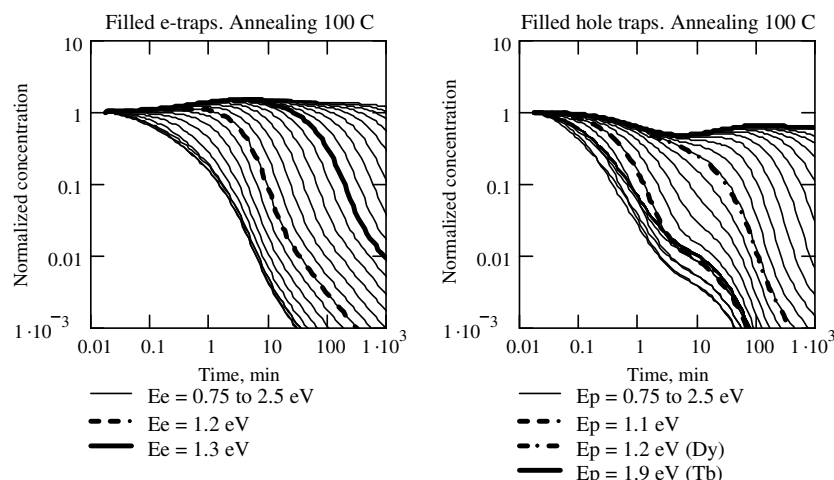 Filled e-traps. Annealing 100 C
10
1
0.1
0.01
1·10⁻³
0.01 0.1 1 10 100 1·10³
Normalized concentration
Time, min
Ee = 0.75 to 2.5 eV
Ee = 1.2 eV
Ee = 1.3 eV
Filled hole traps. Annealing 100 C
10
1
0.1
0.01
1·10⁻³
0.01 0.1 1 10 100 1·10³
Normalized concentration
Time, min
Ep = 0.75 to 2.5 eV
Ep = 1.1 eV
Ep = 1.2 eV (Dy)
Ep = 1.9 eV (Tb)